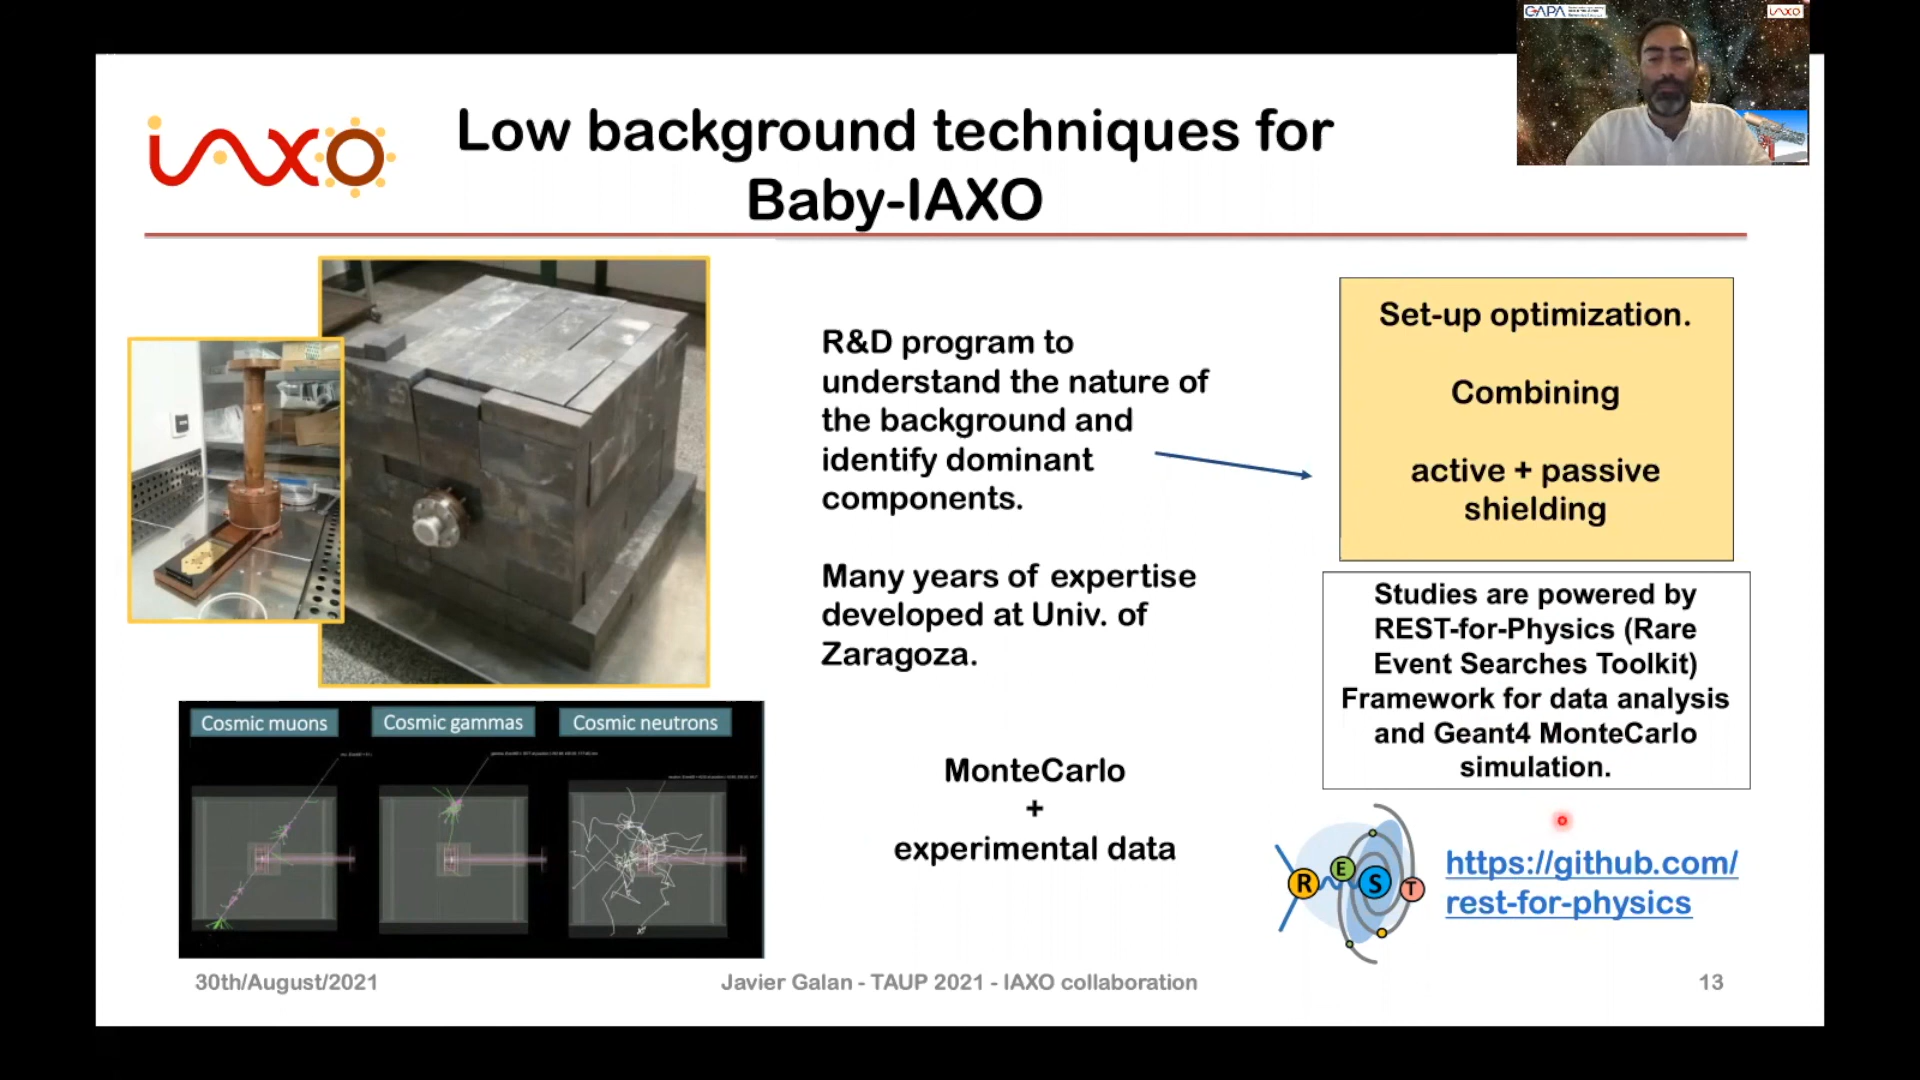 CAPA
IAXO
iAXO
Low background techniques for
Baby-IAXO
R&D program to
understand the nature of
the background and
identify dominant
components.
Many years of expertise
developed at Univ. of
Zaragoza.
Set-up optimization.
Combining
active + passive
shielding
Studies are powered by
REST-for-Physics (Rare
Event Searches Toolkit)
Framework for data analysis
and Geant4 MonteCarlo
simulation.
Cosmic muons
Cosmic gammas
Cosmic neutrons
MonteCarlo
+
experimental data
R E S T
https://github.com/
rest-for-physics
30th/August/2021
Javier Galan - TAUP 2021 - IAXO collaboration
13